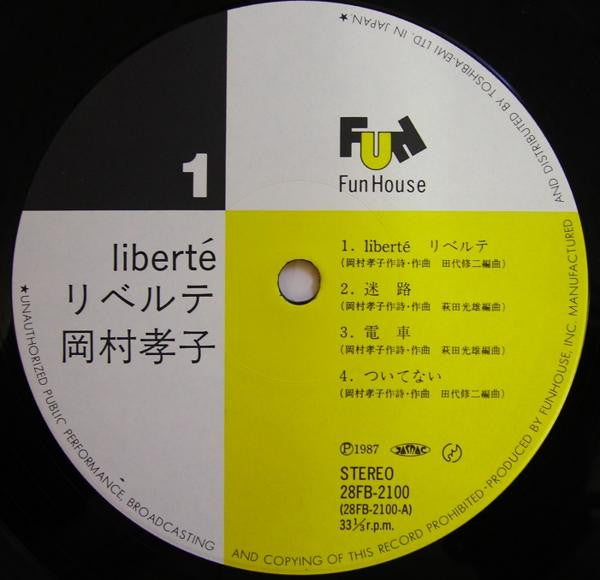 1
Fun
Fun House
liberté
リベルテ
岡村孝子
1. liberté リベルテ
(岡村孝子作詩・作曲 田代修二編曲)
2. 迷 路
(岡村孝子作詩・作曲 萩田光雄編曲)
3. 電 車
(岡村孝子作詩・作曲 萩田光雄編曲)
4. ついてない
(岡村孝子作詩・作曲 田代修二編曲)
Ⓟ1987 JASRAC
STEREO
28FB-2100
(28FB-2100-A)
33⅓r.p.m.
★UNAUTHORIZED PUBLIC PERFORMANCE, BROADCASTING AND COPYING OF THIS RECORD PROHIBITED·PRODUCED BY FUNHOUSE, INC. MANUFACTURED AND DISTRIBUTED BY TOSHIBA-EMI LTD. IN JAPAN.★